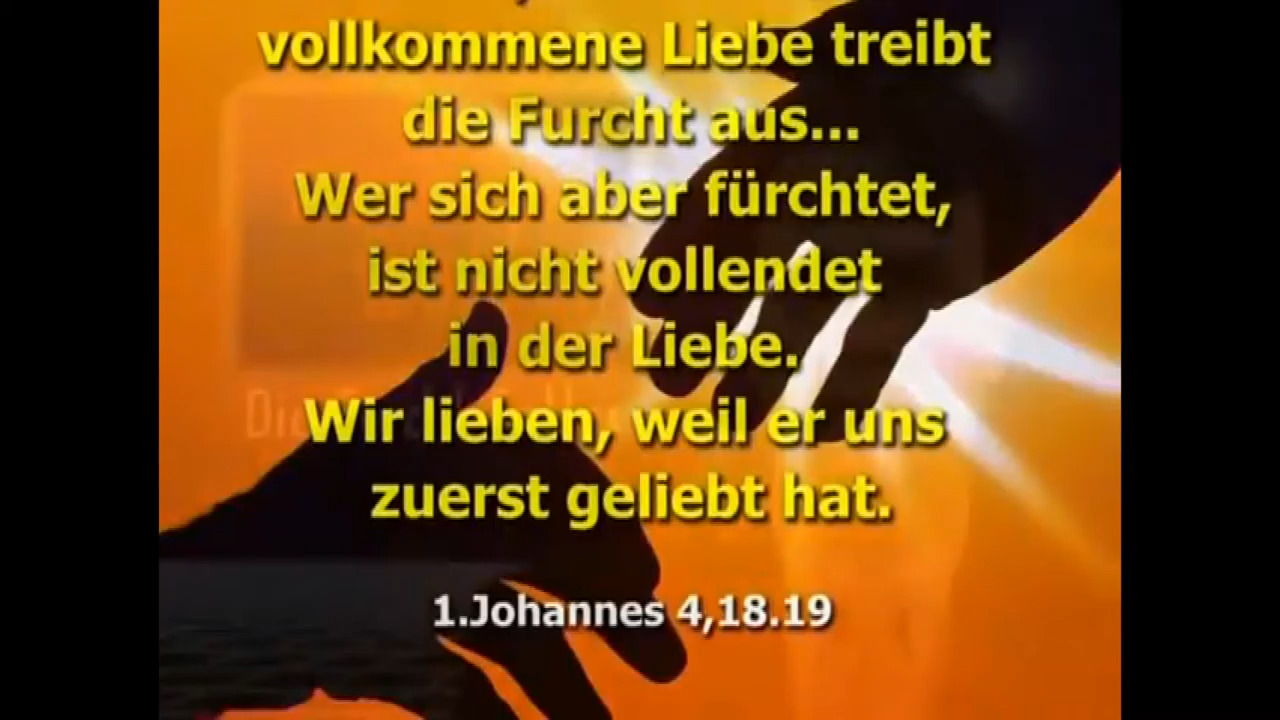 vollkommene Liebe treibt
die Furcht aus...
Wer sich aber fürchtet,
ist nicht vollendet
in der Liebe.
Wir lieben, weil er uns
zuerst geliebt hat.
1.Johannes 4,18.19